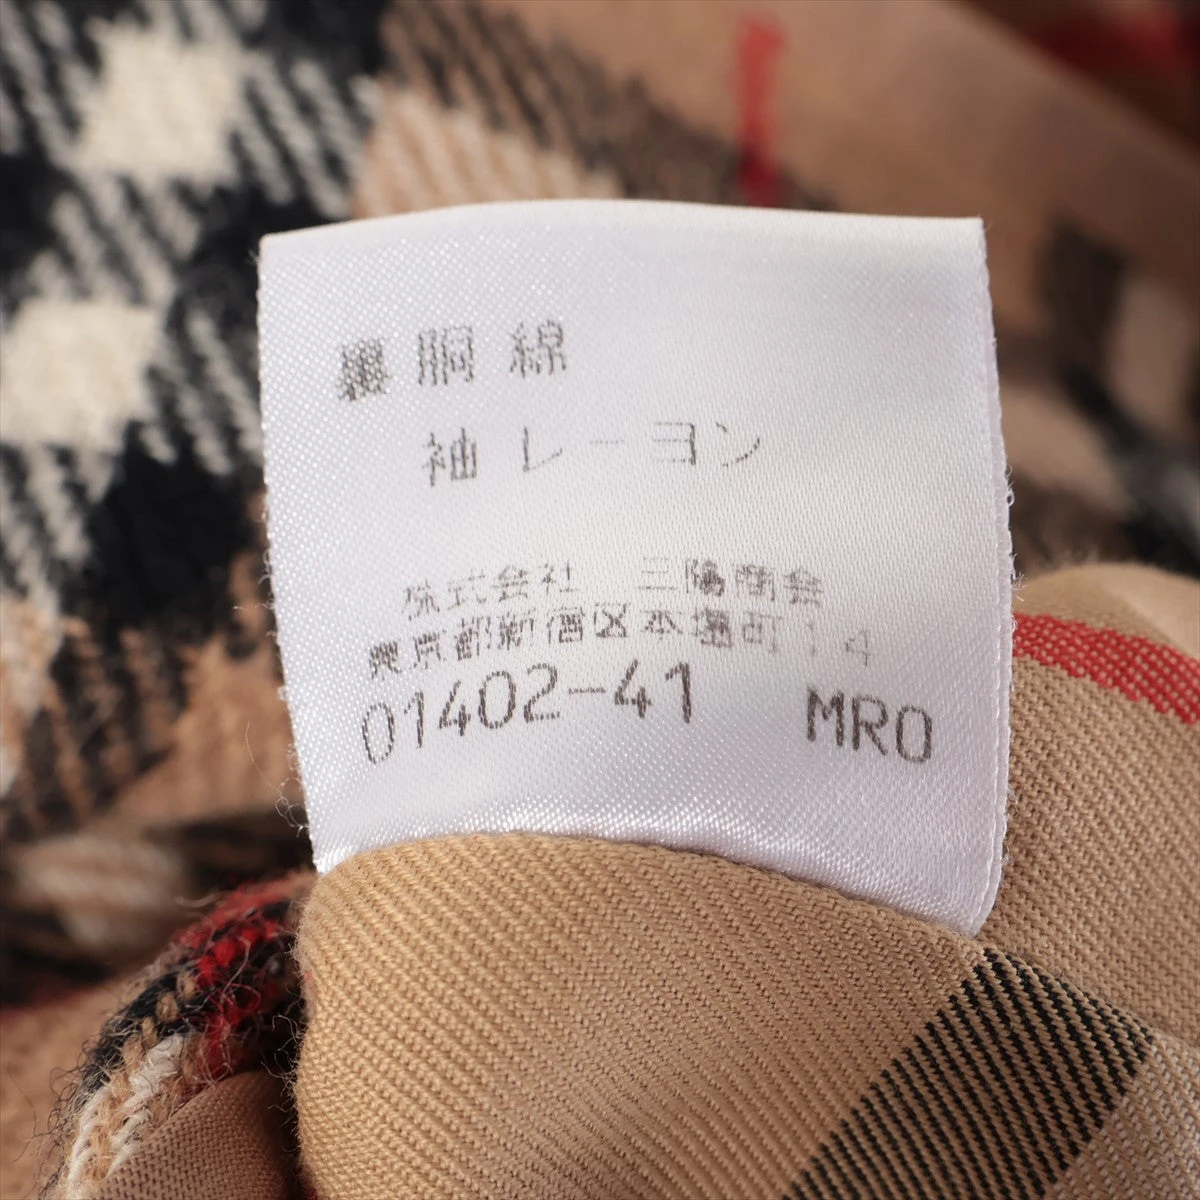 裏 胴 綿
袖 レーヨン
株式会社 三陽商会
東京都新宿区本塩町14
01402-41 MRO